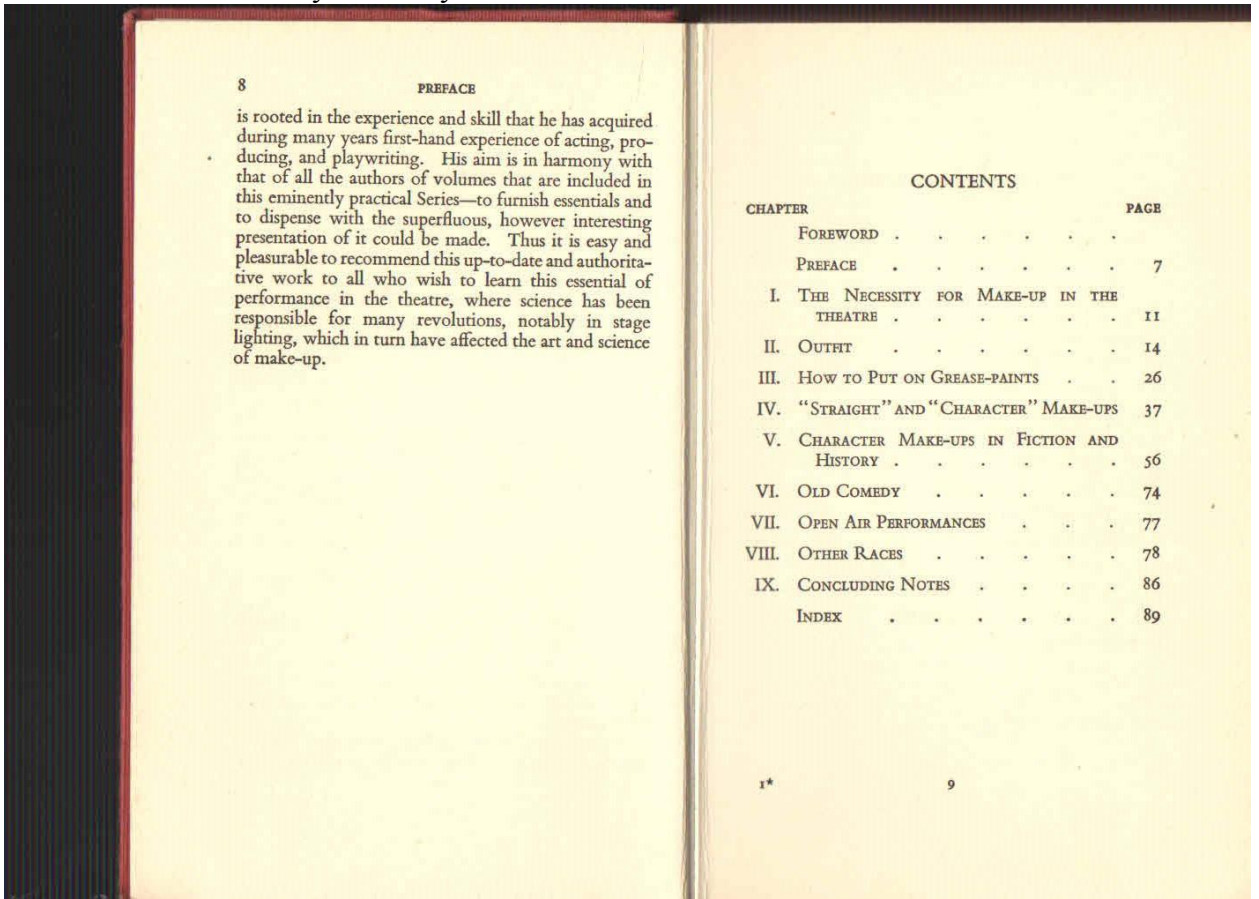 8 PREFACE
is rooted in the experience and skill that he has acquired
during many years first-hand experience of acting, pro-
ducing, and playwriting. His aim is in harmony with
that of all the authors of volumes that are included in
this eminently practical Series—to furnish essentials and
to dispense with the superfluous, however interesting
presentation of it could be made. Thus it is easy and
pleasurable to recommend this up-to-date and authorita-
tive work to all who wish to learn this essential of
performance in the theatre, where science has been
responsible for many revolutions, notably in stage
lighting, which in turn have affected the art and science
of make-up.
CONTENTS
CHAPTER PAGE
FOREWORD . . . . . .
PREFACE . . . . . . 7
I. THE NECESSITY FOR MAKE-UP IN THE
THEATRE . . . . . . 11
II. OUTFIT . . . . . . 14
III. HOW TO PUT ON GREASE-PAINTS . . 26
IV. "STRAIGHT" AND "CHARACTER" MAKE-UPS 37
V. CHARACTER MAKE-UPS IN FICTION AND
HISTORY . . . . . . 56
VI. OLD COMEDY . . . . . 74
VII. OPEN AIR PERFORMANCES . . . 77
VIII. OTHER RACES . . . . . 78
IX. CONCLUDING NOTES . . . . 86
INDEX . . . . . . 89
1* 9